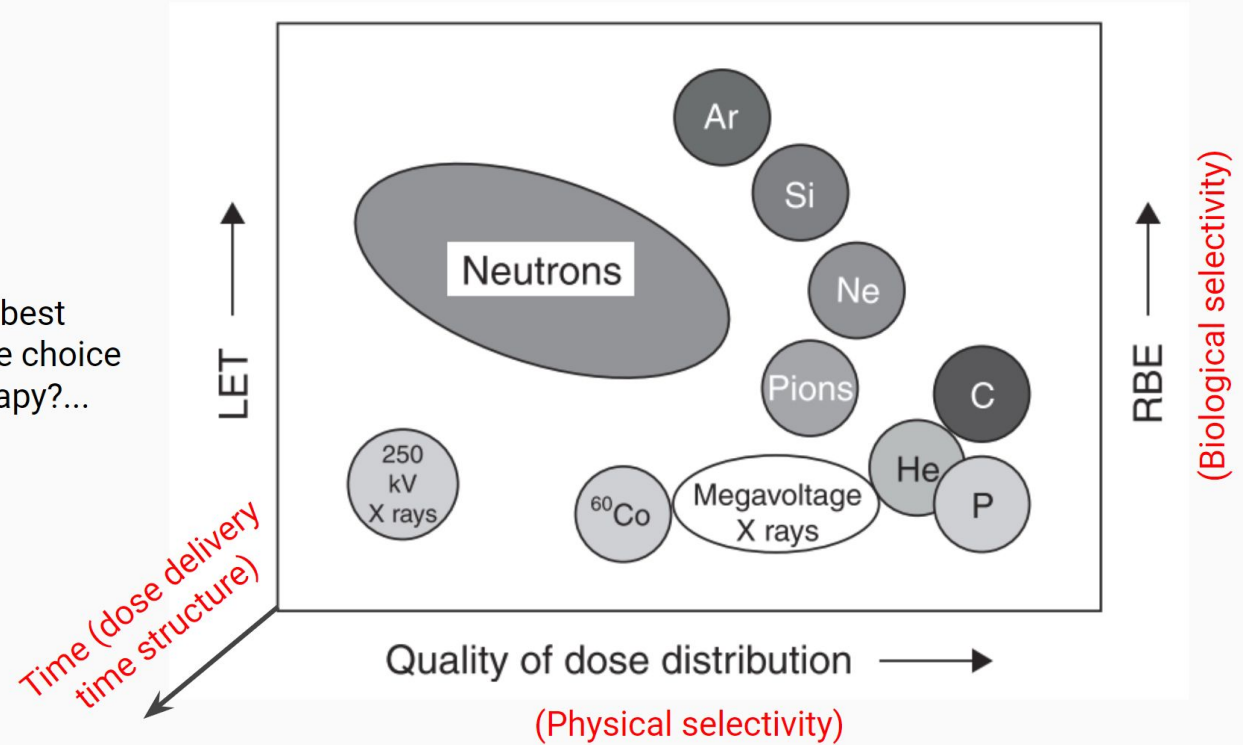 best
e choice
apy?...
LET
Ar
Si
Neutrons
Ne
Pions
C
250
kV
X rays
⁶⁰Co
Megavoltage
X rays
He
P
RBE
(Biological selectivity)
Time (dose delivery
time structure)
Quality of dose distribution
(Physical selectivity)